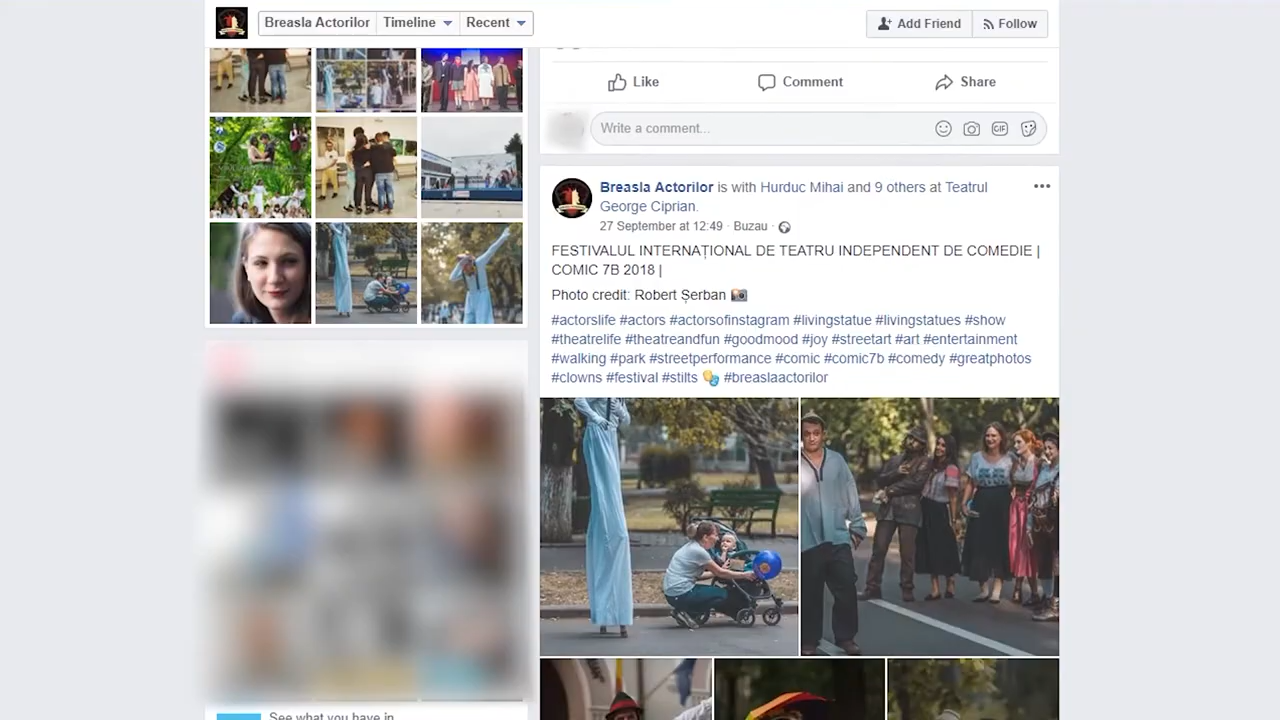 Breasla Actorilor Timeline Recent Add Friend Follow
Like Comment Share
Write a comment...
GIF
Breasla Actorilor is with Hurduc Mihai and 9 others at Teatrul
George Ciprian.
27 September at 12:49 · Buzau ·
FESTIVALUL INTERNAȚIONAL DE TEATRU INDEPENDENT DE COMEDIE |
COMIC 7B 2018 |
Photo credit: Robert Șerban
#actorslife #actors #actorsofinstagram #livingstatue #livingstatues #show
#theatrelife #theatreandfun #goodmood #joy #streetart #art #entertainment
#walking #park #streetperformance #comic #comic7b #comedy #greatphotos
#clowns #festival #stilts #breaslaactorilor
See what you have in